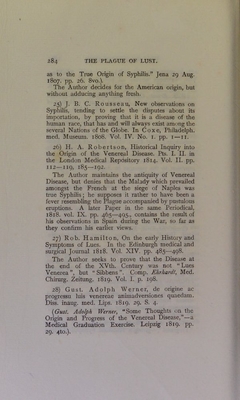 284 THE PLAGUE OF LUST.
as to the True Origin of Syphilis." Jena 29 Aug.
1807. pp. 26. 8vo.).
The Author decides for the American origin, but
without adducing anything fresh.
25) J. B. C. Rousseau, New observations on
Syphilis, tending to settle the disputes about its
importation, by proving that it is a disease of the
human race, that has and will always exist among the
several Nations of the Globe. In Coxe, Philadelph.
med. Museum. 1808. Vol. IV. No. 1. pp. 1—11.
26) H. A. Robertson, Historical Inquiry into
the Origin of the Venereal Disease, Pts. I. II. in
the London Medical Repository 1814. Vol. II. pp.
112—119, 185—192.
The Author maintains the antiquity of Venereal
Disease, but denies that the Malady which prevailed
amongst the French at the siege of Naples was
true Syphilis; he supposes it rather to have been a
fever resembling the Plague accompanied by pustulous
eruptions. A later Paper in the same Periodical,
1818. vol. IX. pp. 465—495, contains the result of
his observations in Spain during the War, so far as
they confirm his earlier views.
27) Rob. Hamilton, On the early History and
Symptoms of Lues. In the Edinburgh medical and
surgical Journal 1818. Vol. XIV. pp. 485—498.
The Author seeks to prove that the Disease at
the end of the XVth. Century was not "Lues
Venerea", but "Sibbens". Comp. Ehrhardt, Med.
Chirurg. Zeitung, 1819. Vol. I. p. 196.
28) Gust. Adolph Werner, de origine ac
progressu luis venereae animadversiones quaedam.
Diss. inaug. med. Lips. 1819. 29. S. 4.
[Gust. Adolph Werner, "Some Thoughts on the
Origin and Progress of the Venereal Disease,"—a
Medical Graduation Exercise. Leipzig 1819. pp.
29. 4to.).